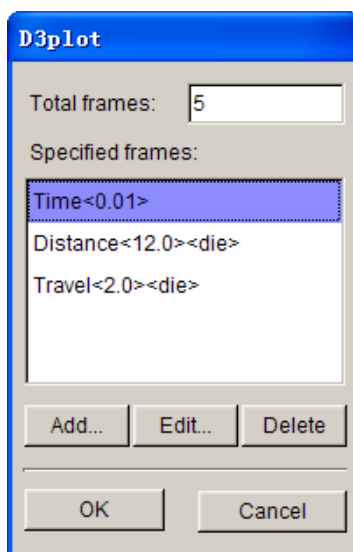 D3plot
Total frames: 5
Specified frames:
Time<0.01>
Distance<12.0><die>
Travel<2.0><die>
Add... Edit... Delete
OK Cancel